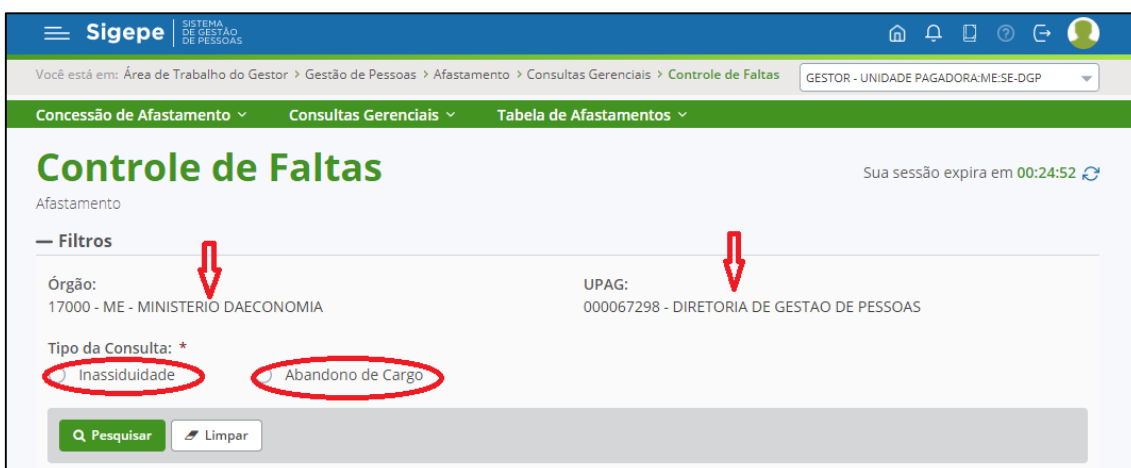 Sigepe SISTEMA DE GESTÃO DE PESSOAS
Você está em: Área de Trabalho do Gestor > Gestão de Pessoas > Afastamento > Consultas Gerenciais > Controle de Faltas
GESTOR - UNIDADE PAGADORA:ME:SE-DGP
Concessão de Afastamento Consultas Gerenciais Tabela de Afastamentos
Controle de Faltas
Sua sessão expira em 00:24:52
Afastamento
— Filtros
Órgão: UPAG:
17000 - ME - MINISTERIO DAECONOMIA 000067298 - DIRETORIA DE GESTAO DE PESSOAS
Tipo da Consulta: *
Inassiduidade Abandono de Cargo
Pesquisar Limpar